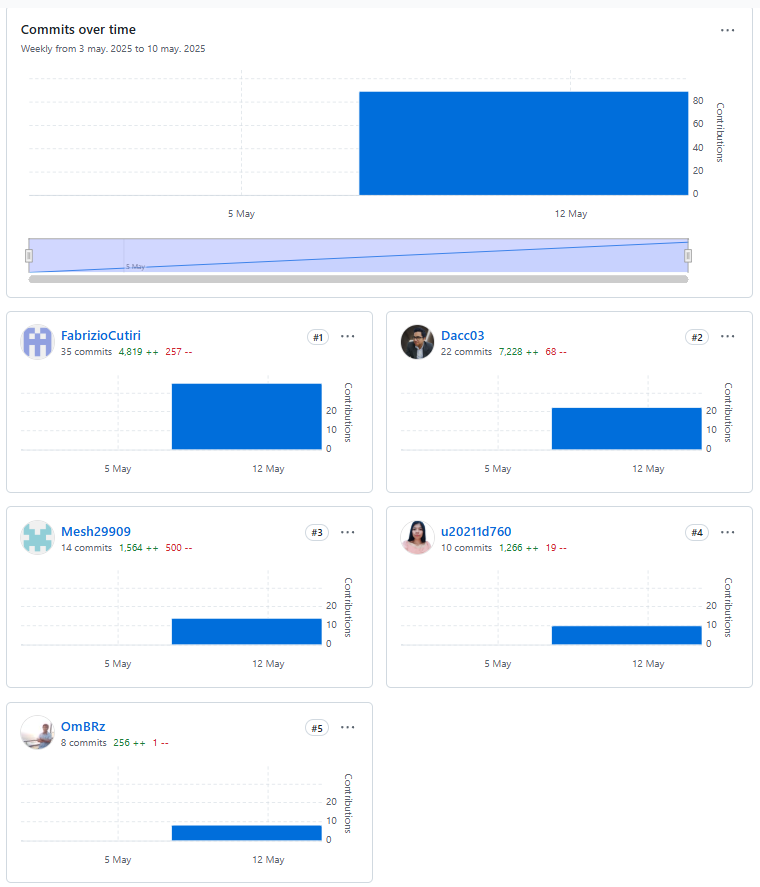 Commits over time
Weekly from 3 may. 2025 to 10 may. 2025
80
60
40
20
0
Contributions
5 May
12 May
5 May
FabrizioCutiri
#1
35 commits 4,819 ++ 257 --
20
10
0
Contributions
5 May
12 May
Dacc03
#2
22 commits 7,228 ++ 68 --
20
10
0
Contributions
5 May
12 May
Mesh29909
#3
14 commits 1,564 ++ 500 --
20
10
0
Contributions
5 May
12 May
u20211d760
#4
10 commits 1,266 ++ 19 --
20
10
0
Contributions
5 May
12 May
OmBRz
#5
8 commits 256 ++ 1 --
20
10
0
Contributions
5 May
12 May